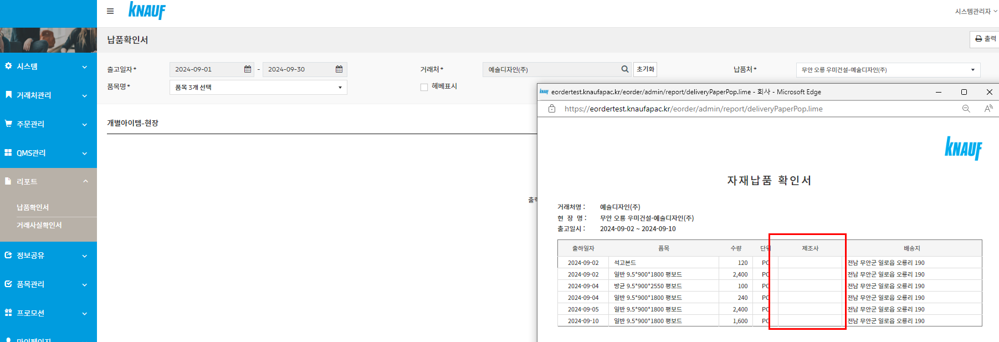 KNAUF
시스템관리자
납품확인서
출력
시스템
거래처관리
주문관리
QMS관리
리포트
납품확인서
거래사실확인서
정보공유
품목관리
프로모션
마이페이지
출고일자* 2024-09-01 - 2024-09-30 거래처* 예술디자인(주) 초기화 납품처* 무안 오룡 우미건설-예술디자인(주)
품목명* 품목 3개 선택 헤베표시
개별아이템-현장
knauf eordertest.knaufapac.kr/eorder/admin/report/deliveryPaperPop.lime - 회사 - Microsoft Edge
https://eordertest.knaufapac.kr/eorder/admin/report/deliveryPaperPop.lime
KNAUF
자재납품 확인서
거래처명 : 예술디자인(주)
현 장 명 : 무안 오룡 우미건설-예술디자인(주)
출고일시 : 2024-09-02 ~ 2024-09-10
출하일자 품목 수량 단위 제조사 배송지
2024-09-02 석고본드 120 PC 전남 무안군 일로읍 오룡리 190
2024-09-02 일반 9.5*900*1800 평보드 2,400 PC 전남 무안군 일로읍 오룡리 190
2024-09-04 방균 9.5*900*2550 평보드 100 PC 전남 무안군 일로읍 오룡리 190
2024-09-04 일반 9.5*900*1800 평보드 240 PC 전남 무안군 일로읍 오룡리 190
2024-09-05 일반 9.5*900*1800 평보드 2,400 PC 전남 무안군 일로읍 오룡리 190
2024-09-10 일반 9.5*900*1800 평보드 1,600 PC 전남 무안군 일로읍 오룡리 190